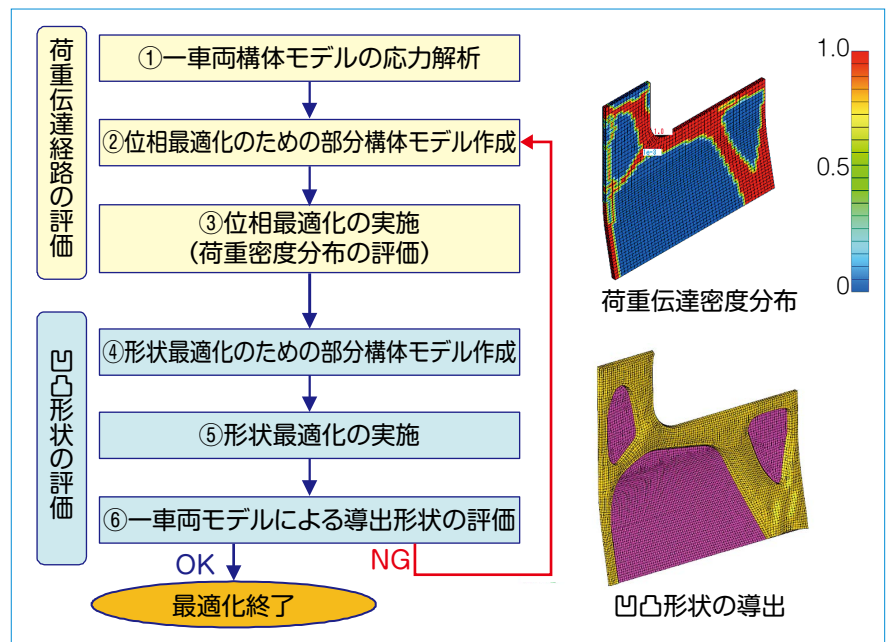 荷重伝達経路の評価
①一車両構体モデルの応力解析
②位相最適化のための部分構体モデル作成
③位相最適化の実施
(荷重密度分布の評価)
凹凸形状の評価
④形状最適化のための部分構体モデル作成
⑤形状最適化の実施
⑥一車両モデルによる導出形状の評価
OK
NG
最適化終了
1.0
0.5
0
1.0
荷重伝達密度分布
凹凸形状の導出